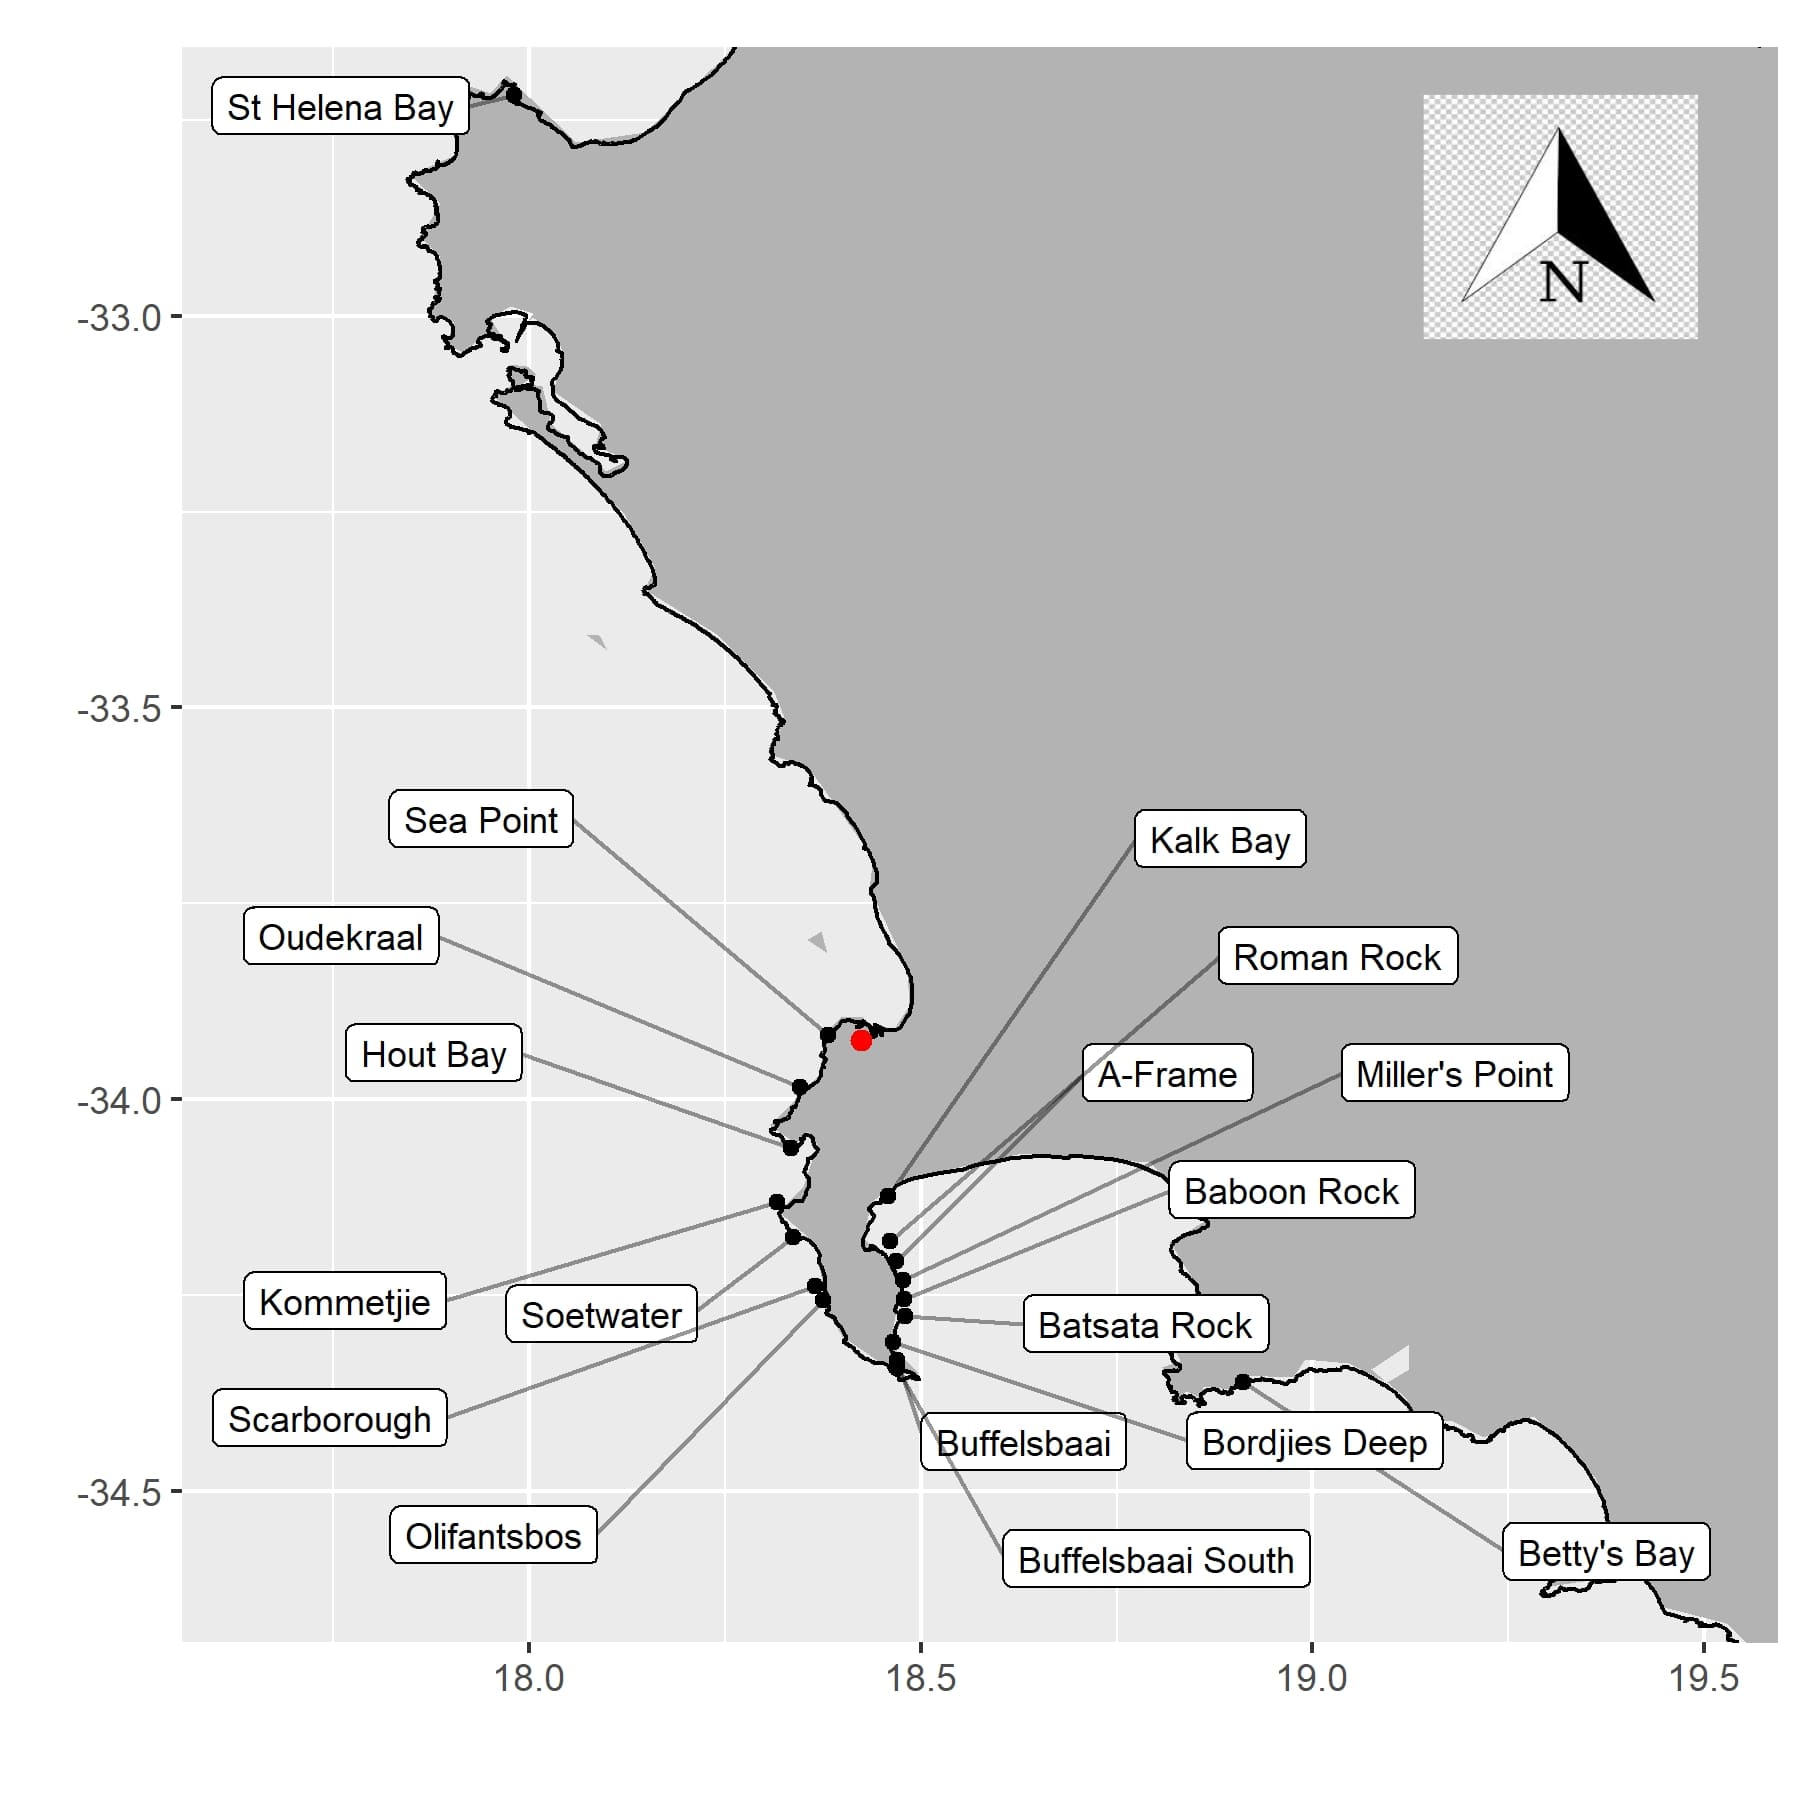 St Helena Bay
N
-33.0
-33.5
Sea Point
Kalk Bay
Oudekraal
Roman Rock
Hout Bay
A-Frame
Miller's Point
-34.0
Baboon Rock
Kommetjie
Soetwater
Batsata Rock
Scarborough
Buffelsbaai
Bordjies Deep
-34.5
Olifantsbos
Buffelsbaai South
Betty's Bay
18.0
18.5
19.0
19.5